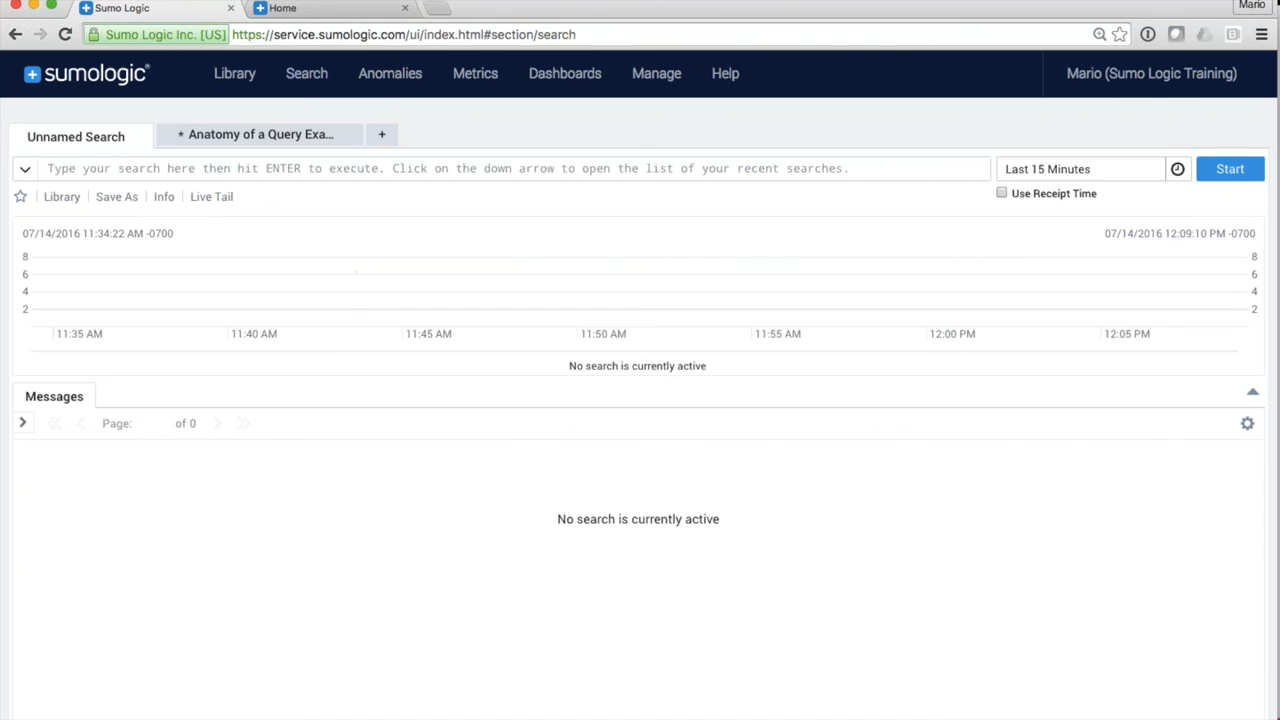 Sumo Logic
Home
Mario
Sumo Logic Inc. [US] https://service.sumologic.com/ui/index.html#section/search
sumologic®
Library
Search
Anomalies
Metrics
Dashboards
Manage
Help
Mario (Sumo Logic Training)
Unnamed Search
* Anatomy of a Query Exa...
+
Type your search here then hit ENTER to execute. Click on the down arrow to open the list of your recent searches.
Last 15 Minutes
Start
Library
Save As
Info
Live Tail
Use Receipt Time
07/14/2016 11:34:22 AM -0700
07/14/2016 12:09:10 PM -0700
8 8
6 6
4 4
2 2
11:35 AM 11:40 AM 11:45 AM 11:50 AM 11:55 AM 12:00 PM 12:05 PM
No search is currently active
Messages
Page: of 0
No search is currently active